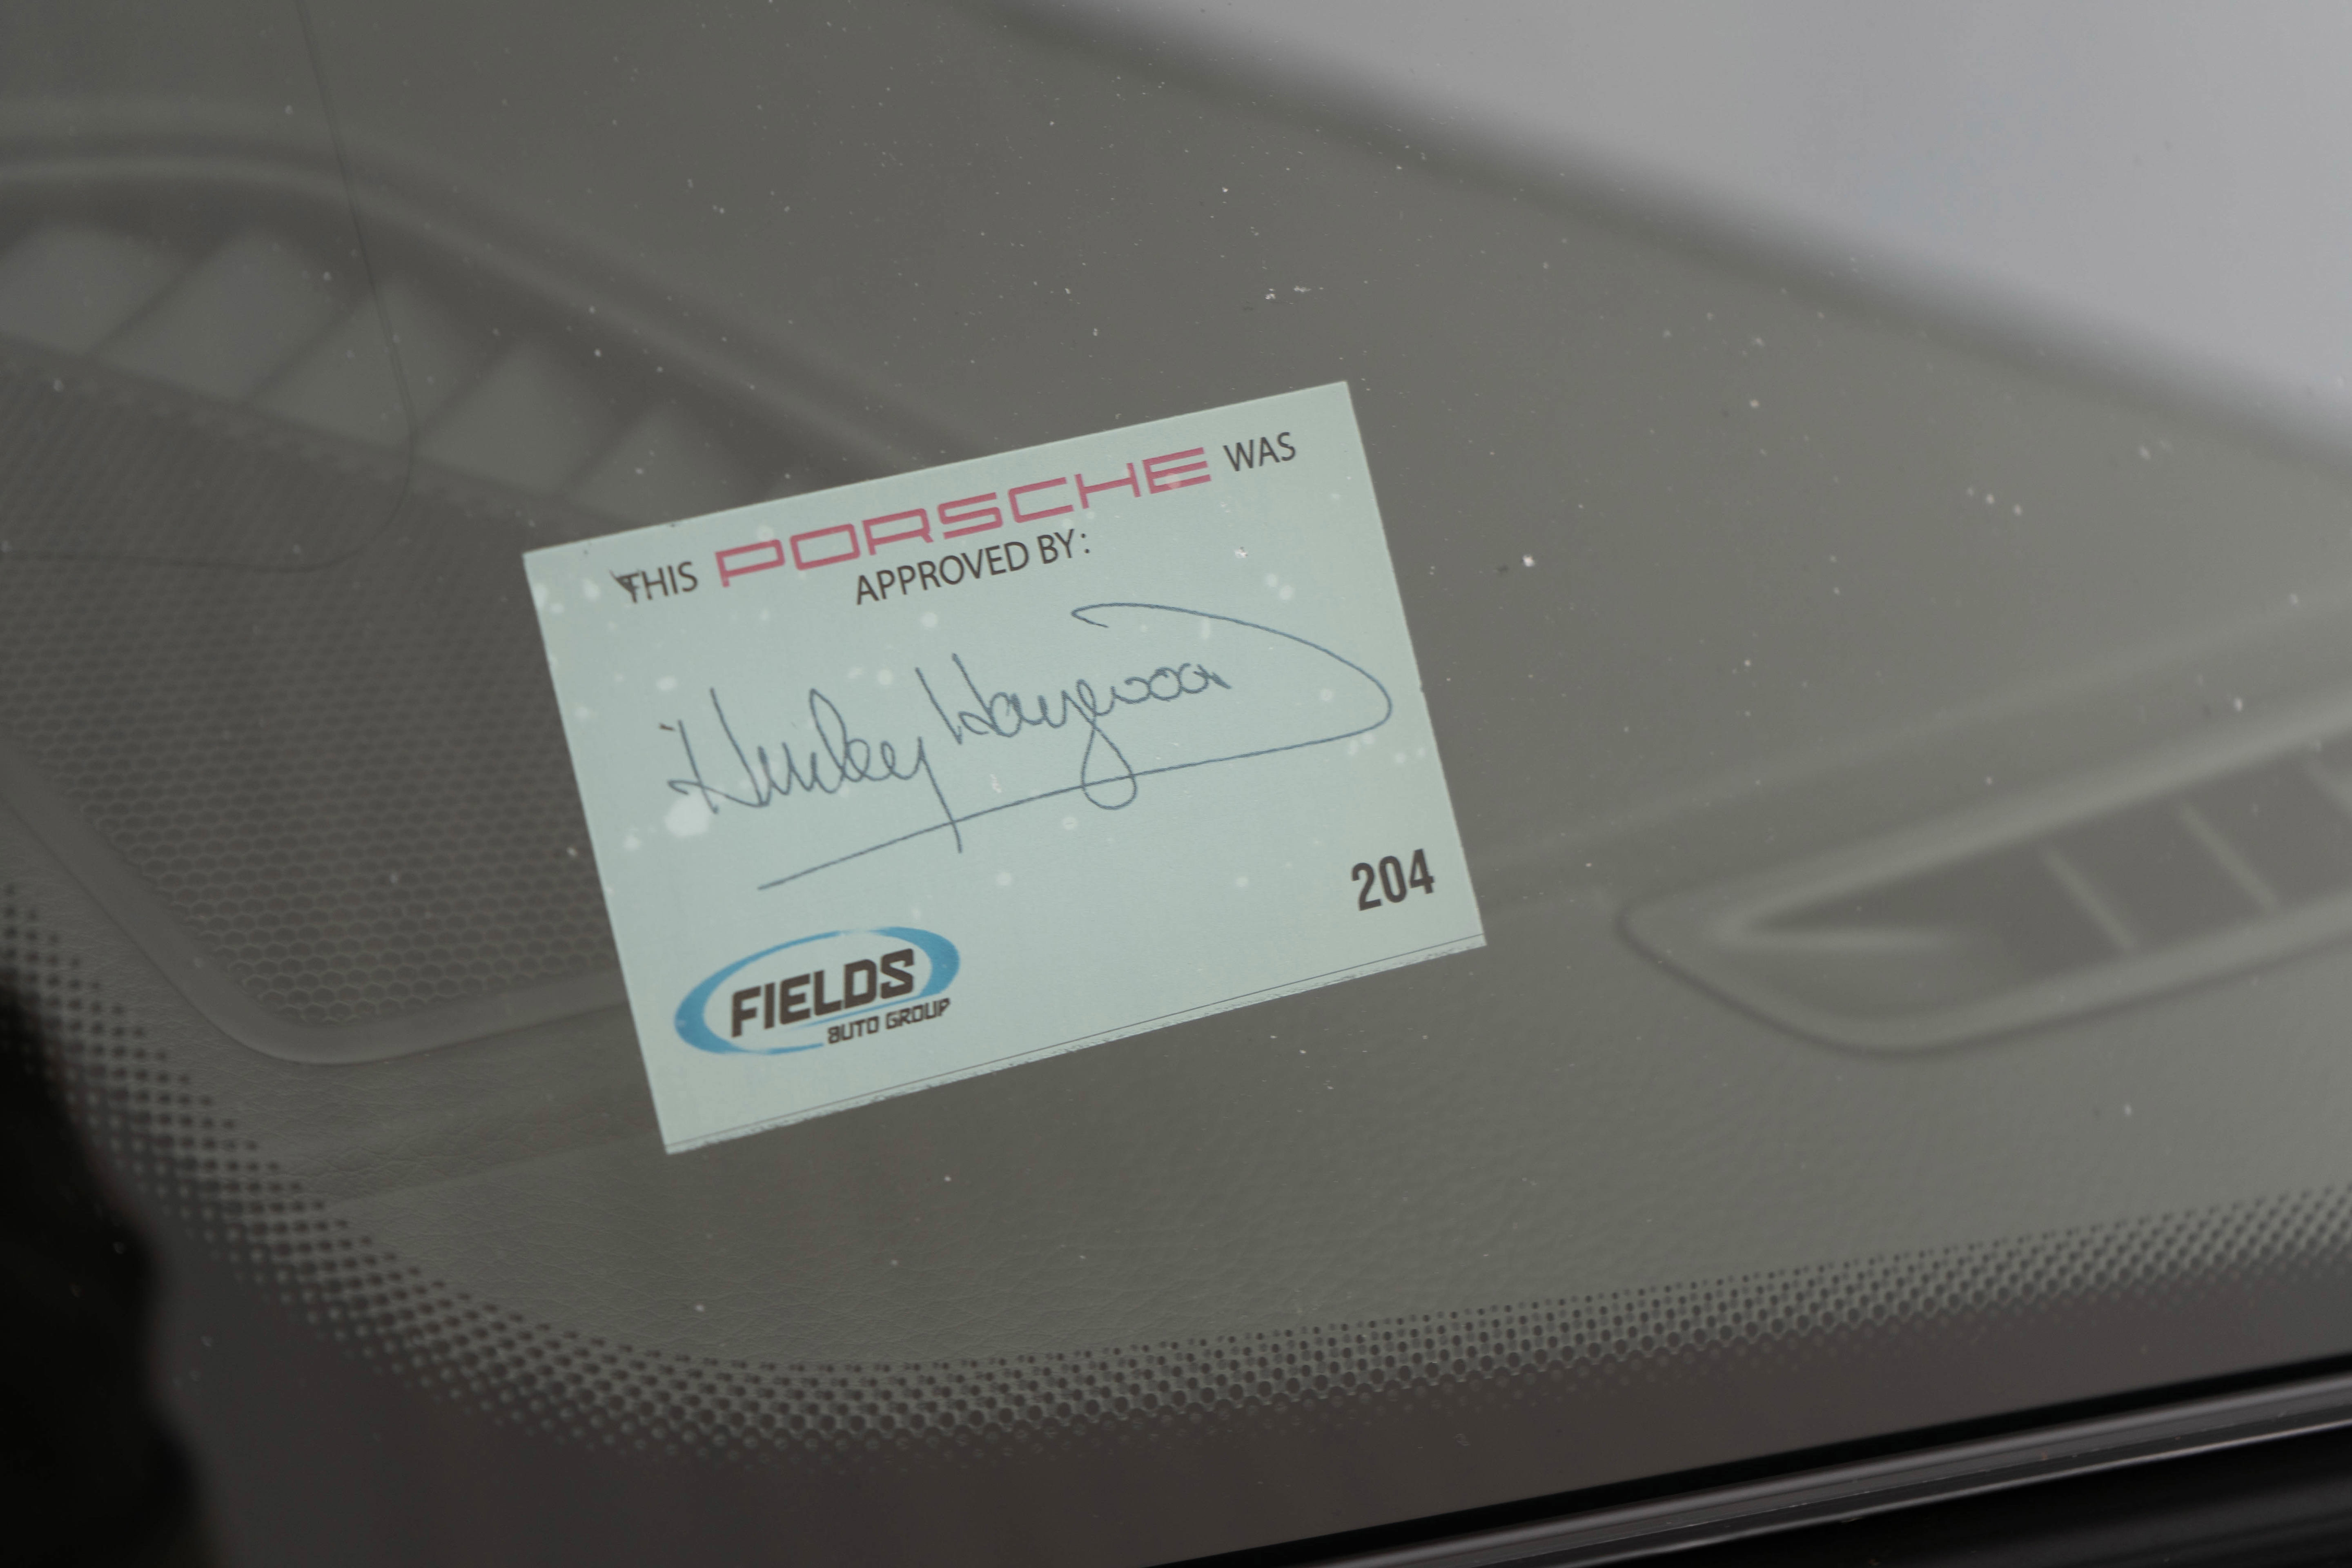 THIS PORSCHE WAS
APPROVED BY:
Hurley Haywood
204
FIELDS
AUTO GROUP